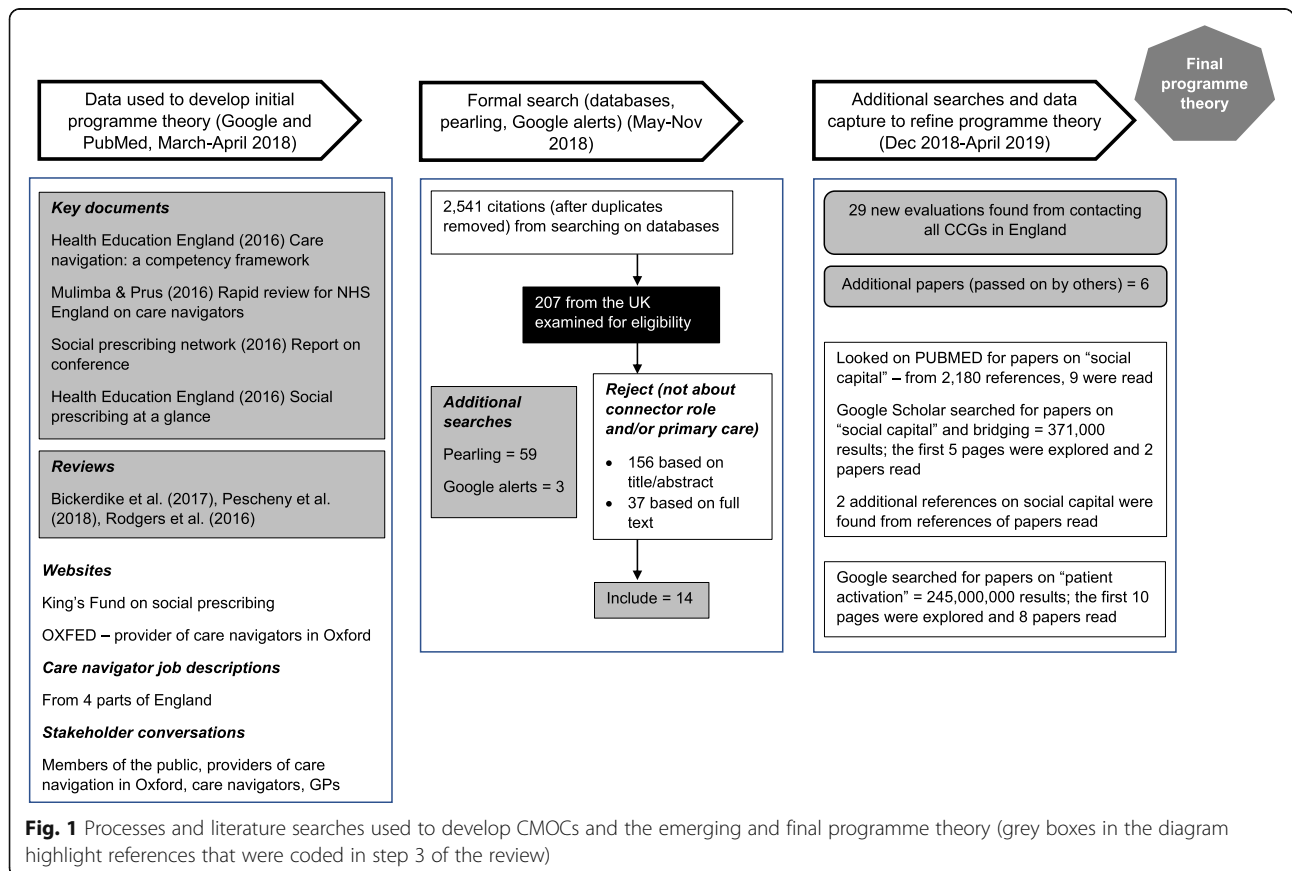 Data used to develop initial
programme theory (Google and
PubMed, March-April 2018)
Key documents
Health Education England (2016) Care
navigation: a competency framework
Mulimba & Prus (2016) Rapid review for NHS
England on care navigators
Social prescribing network (2016) Report on
conference
Health Education England (2016) Social
prescribing at a glance
Reviews
Bickerdike et al. (2017), Pescheny et al.
(2018), Rodgers et al. (2016)
Websites
King's Fund on social prescribing
OXFED – provider of care navigators in Oxford
Care navigator job descriptions
From 4 parts of England
Stakeholder conversations
Members of the public, providers of care
navigation in Oxford, care navigators, GPs
Formal search (databases,
pearling, Google alerts) (May-Nov
2018)
2,541 citations (after duplicates
removed) from searching on databases
207 from the UK
examined for eligibility
Additional
searches
Pearling = 59
Google alerts = 3
Reject (not about
connector role
and/or primary care)
• 156 based on
title/abstract
• 37 based on full
text
Include = 14
Additional searches and data
capture to refine programme theory
(Dec 2018-April 2019)
29 new evaluations found from contacting
all CCGs in England
Additional papers (passed on by others) = 6
Looked on PUBMED for papers on “social
capital” – from 2,180 references, 9 were read
Google Scholar searched for papers on
“social capital” and bridging = 371,000
results; the first 5 pages were explored and 2
papers read
2 additional references on social capital were
found from references of papers read
Google searched for papers on “patient
activation” = 245,000,000 results; the first 10
pages were explored and 8 papers read
Final
programme
theory
Fig. 1 Processes and literature searches used to develop CMOCs and the emerging and final programme theory (grey boxes in the diagram
highlight references that were coded in step 3 of the review)